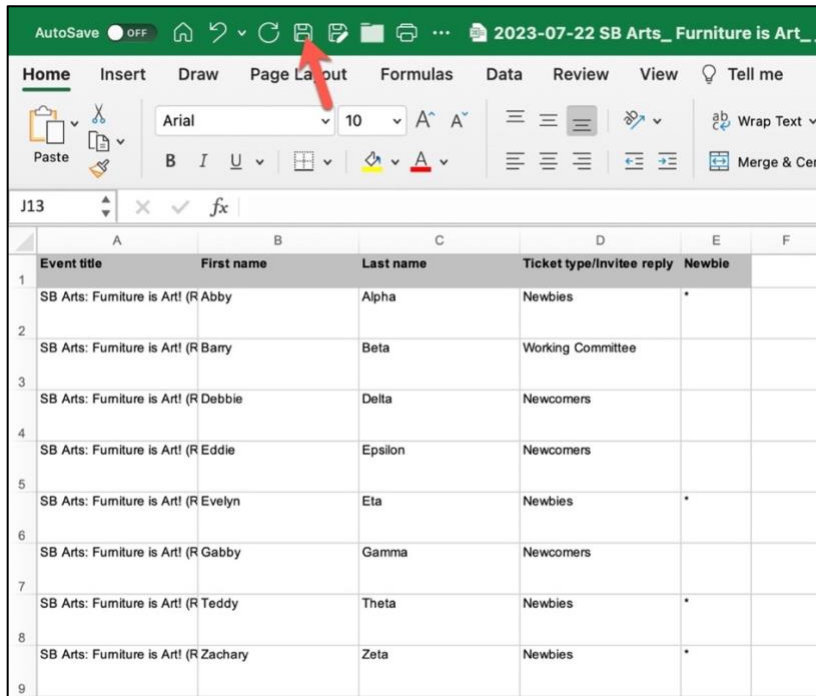 AutoSave OFF 2023-07-22 SB Arts_ Furniture is Art_
Home Insert Draw Page Layout Formulas Data Review View Tell me
Paste Arial 10 A A ab Wrap Text
B I U A Merge & Cer
J13 fx
A B C D E F
1 Event title First name Last name Ticket type/Invitee reply Newbie
2 SB Arts: Furniture is Art! (R Abby Alpha Newbies *
3 SB Arts: Furniture is Art! (R Barry Beta Working Committee
4 SB Arts: Furniture is Art! (R Debbie Delta Newcomers
5 SB Arts: Furniture is Art! (R Eddie Epsilon Newcomers
6 SB Arts: Furniture is Art! (R Evelyn Eta Newbies *
7 SB Arts: Furniture is Art! (R Gabby Gamma Newcomers
8 SB Arts: Furniture is Art! (R Teddy Theta Newbies *
9 SB Arts: Furniture is Art! (R Zachary Zeta Newbies *